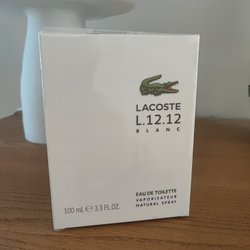 LACOSTE
L.12.12
BLANC
EAU DE TOILETTE
VAPORISATEUR
NATURAL SPRAY
100 mL ℮ 3.3 FL.OZ.